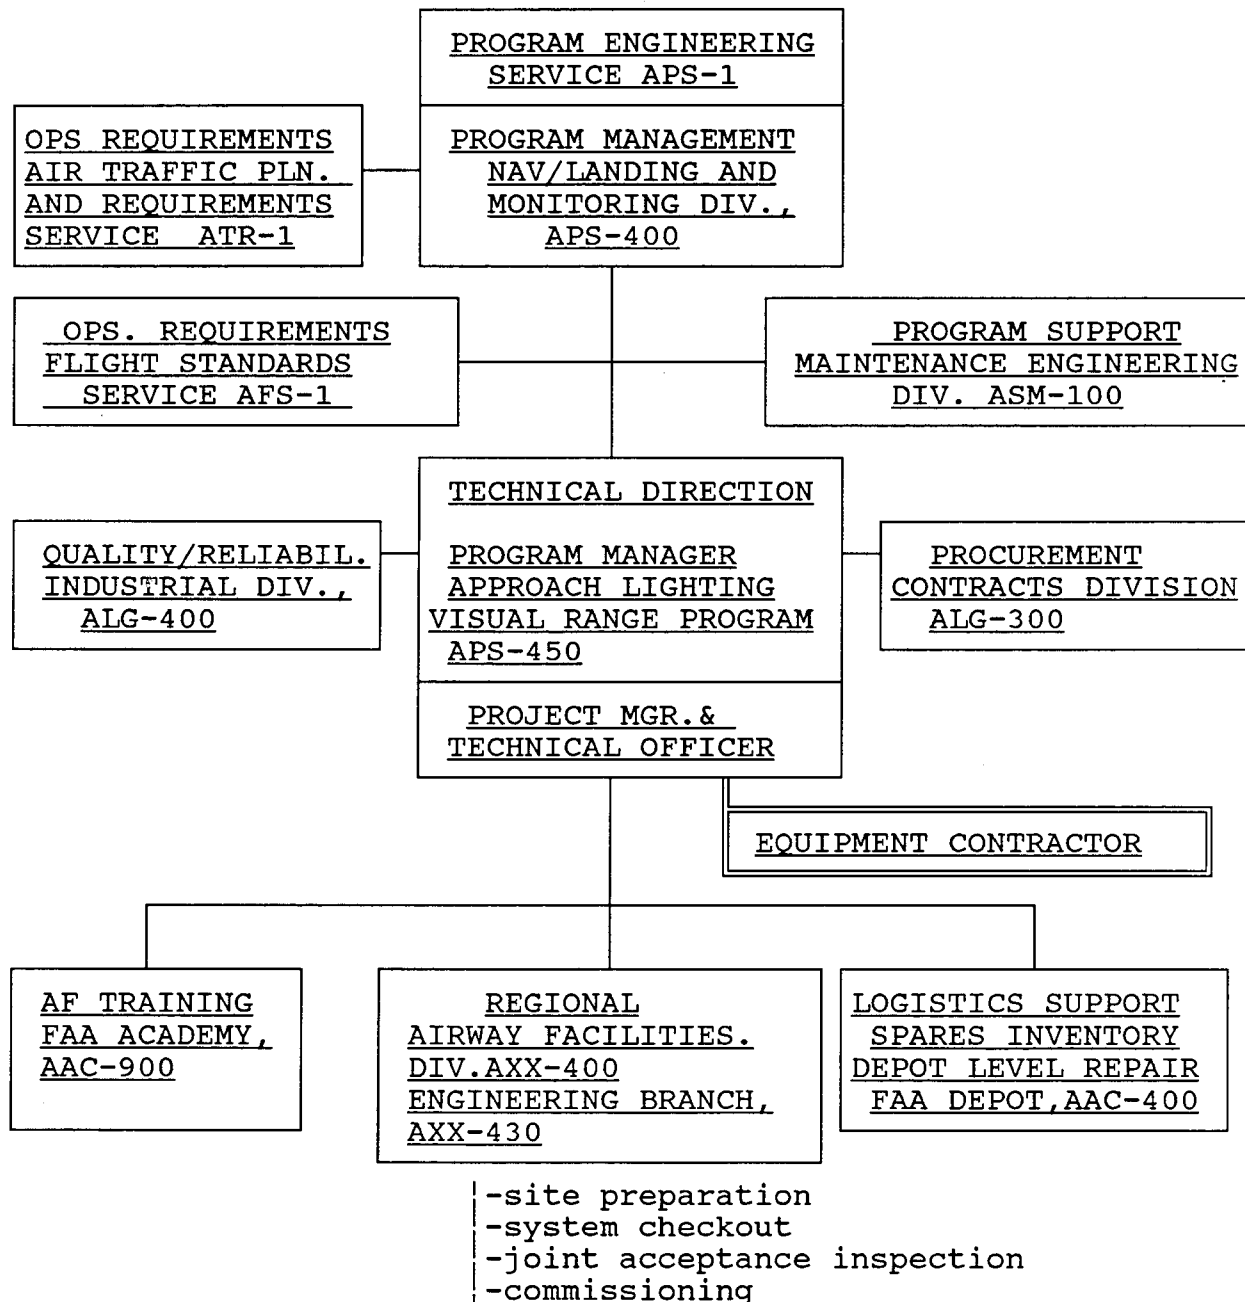 PROGRAM ENGINEERING
SERVICE APS-1
OPS REQUIREMENTS
AIR TRAFFIC PLN.
AND REQUIREMENTS
SERVICE ATR-1
PROGRAM MANAGEMENT
NAV/LANDING AND
MONITORING DIV.,
APS-400
OPS. REQUIREMENTS
FLIGHT STANDARDS
SERVICE AFS-1
PROGRAM SUPPORT
MAINTENANCE ENGINEERING
DIV. ASM-100
TECHNICAL DIRECTION
PROGRAM MANAGER
APPROACH LIGHTING
VISUAL RANGE PROGRAM
APS-450
QUALITY/RELIABIL.
INDUSTRIAL DIV.,
ALG-400
PROCUREMENT
CONTRACTS DIVISION
ALG-300
PROJECT MGR.&
TECHNICAL OFFICER
EQUIPMENT CONTRACTOR
AF TRAINING
FAA ACADEMY,
AAC-900
REGIONAL
AIRWAY FACILITIES.
DIV.AXX-400
ENGINEERING BRANCH,
AXX-430
LOGISTICS SUPPORT
SPARES INVENTORY
DEPOT LEVEL REPAIR
FAA DEPOT,AAC-400
-site preparation
-system checkout
-joint acceptance inspection
-commissioning